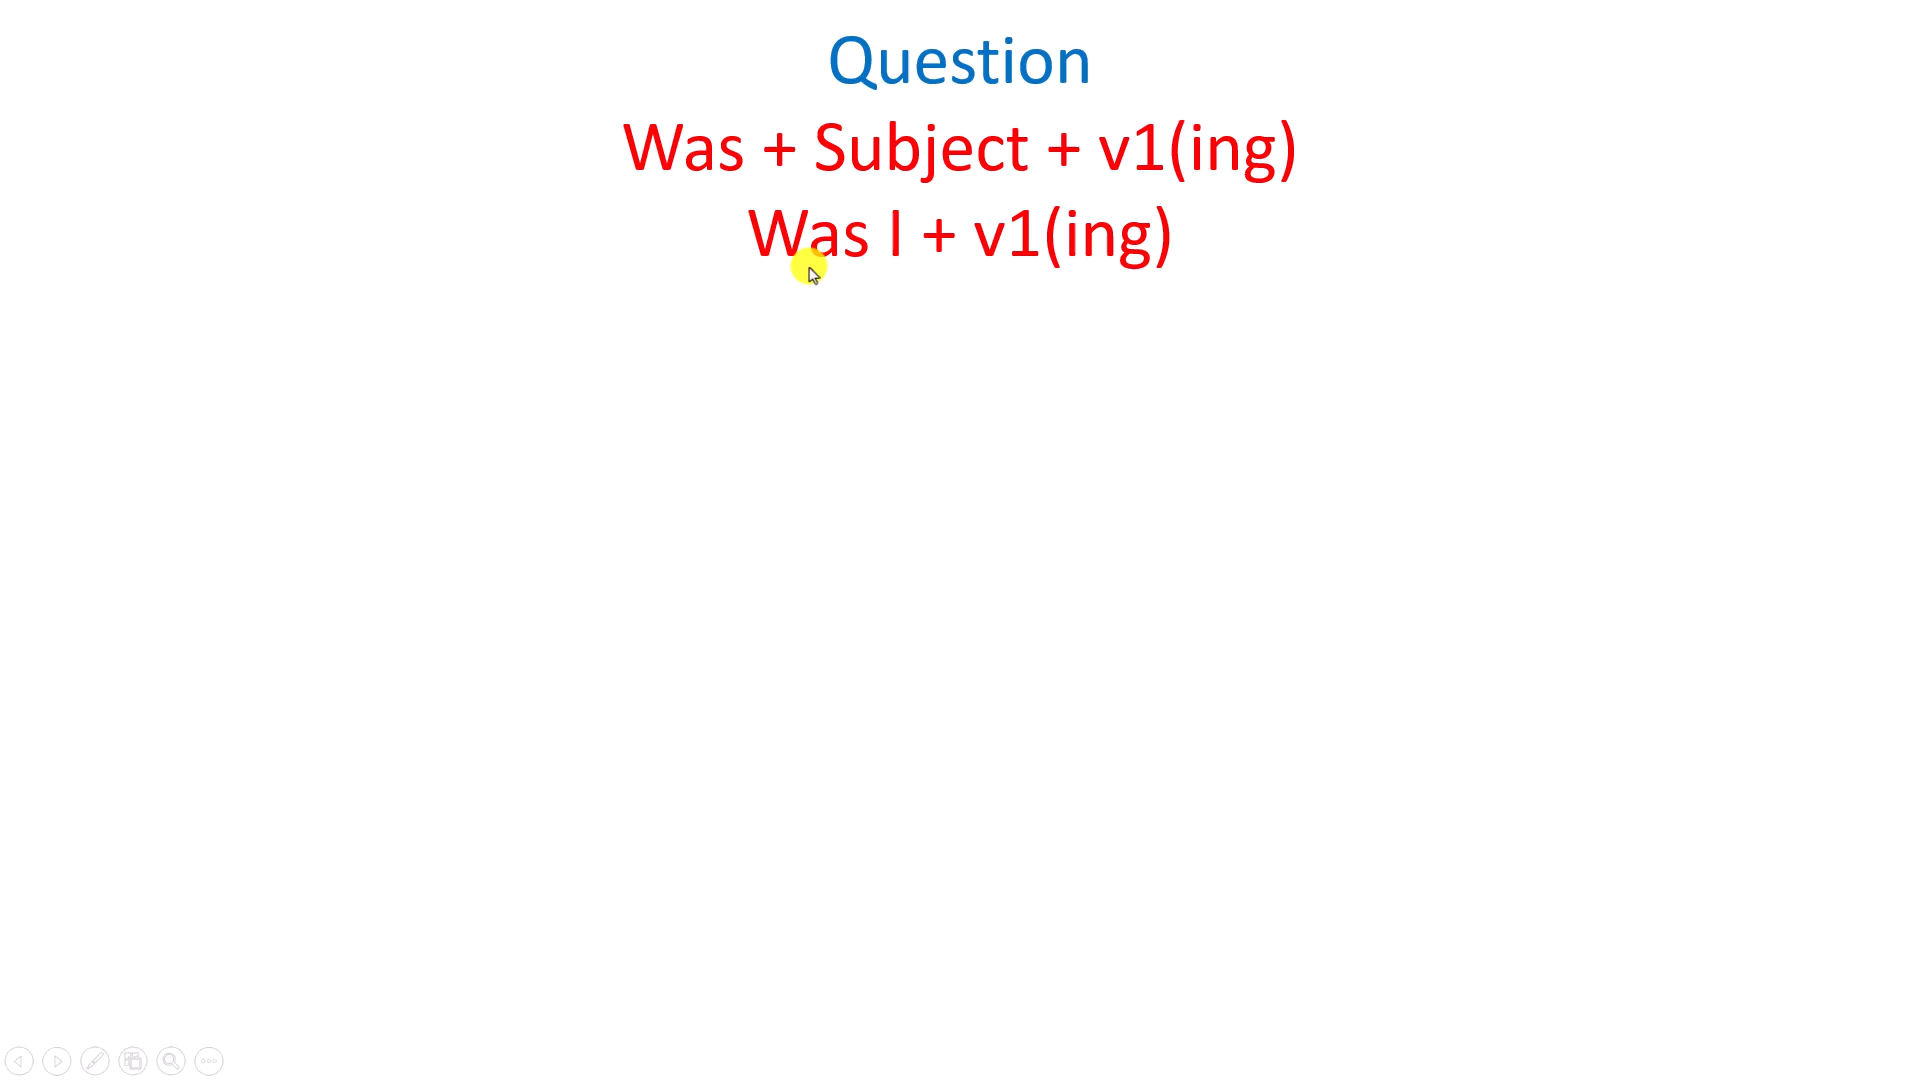 Question
Was + Subject + v1(ing)
Was I + v1(ing)